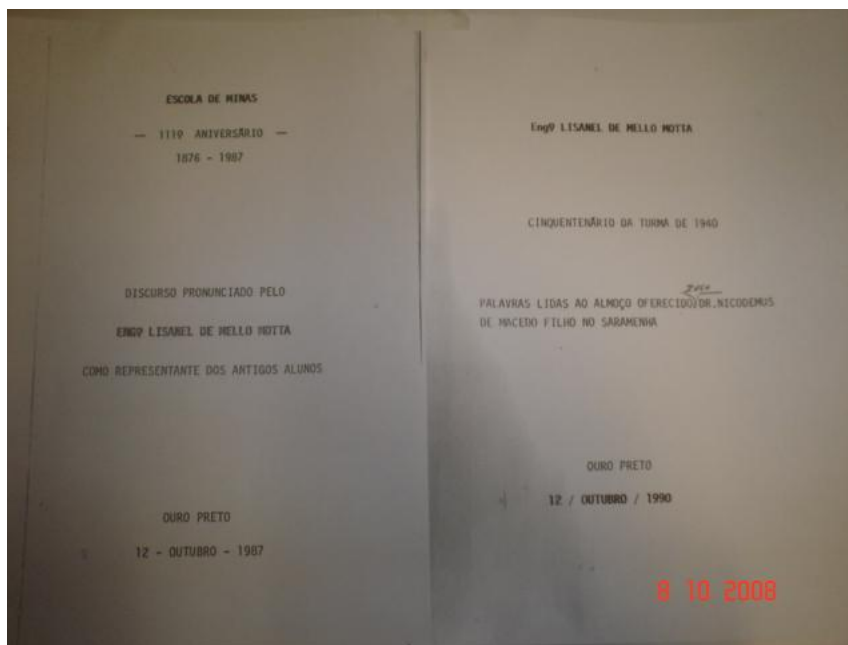 ESCOLA DE MINAS
— 111º ANIVERSÁRIO —
1876 - 1987
DISCURSO PRONUNCIADO PELO
ENGº LISANEL DE MELLO MOTTA
COMO REPRESENTANTE DOS ANTIGOS ALUNOS
OURO PRETO
12 - OUTUBRO - 1987
Engº LISANEL DE MELLO MOTTA
CINQUENTENÁRIO DA TURMA DE 1940
pelo
PALAVRAS LIDAS AO ALMOÇO OFERECIDO/DR.NICODEMUS
DE MACEDO FILHO NO SARAMENHA
OURO PRETO
12 / OUTUBRO / 1990
8 10 2008